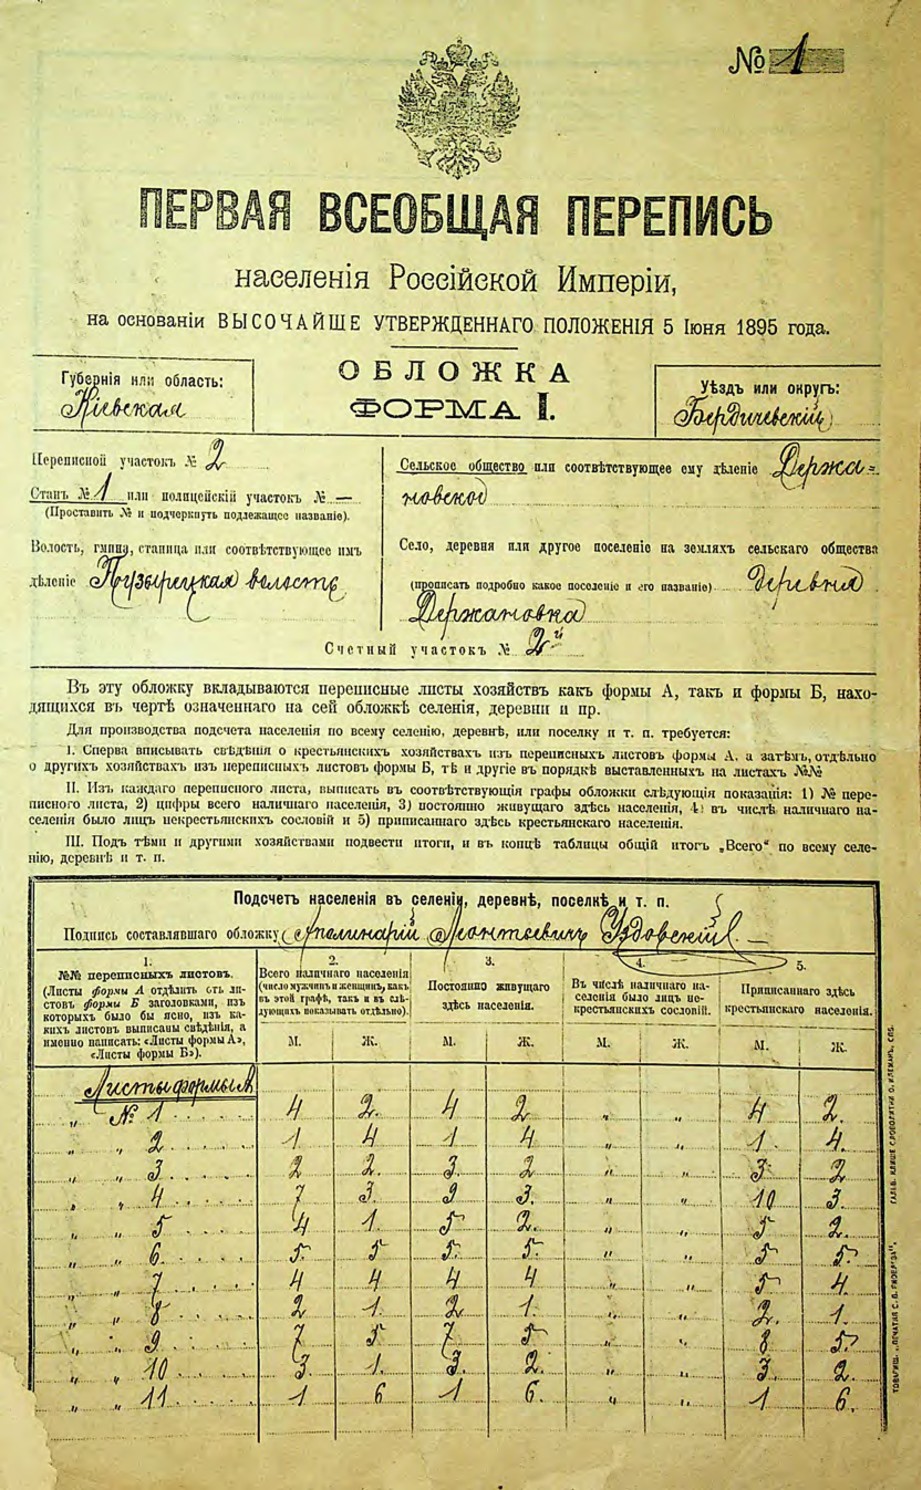 № 1
ПЕРВАЯ ВСЕОБЩАЯ ПЕРЕПИСЬ
населенія Россійской Имперіи,
на основаніи ВЫСОЧАЙШЕ УТВЕРЖДЕННАГО ПОЛОЖЕНІЯ 5 Іюня 1895 года.
Губернія или область:
Кіевская
ОБЛОЖКА
ФОРМА I.
Уѣздъ или округъ:
Бердичевскій
Переписной участокъ № 2
Станъ № 1 или полицейскій участокъ № —
(Проставить № и подчеркнуть подлежащее названіе).
Волость, гмина, станица или соотвѣтствующее имъ
дѣленіе Пузырецкая волость
Сельское общество или соотвѣтствующее ему дѣленіе Держа-
новской
Село, деревня или другое поселеніе на земляхъ сельскаго общества
(прописать подробно какое поселеніе и его названіе) деревня
Держановка
Счетный участокъ № 2й
Въ эту обложку вкладываются переписные листы хозяйствъ какъ формы А, такъ и формы Б, нахо-
дящихся въ чертѣ означеннаго на сей обложкѣ селенія, деревни и пр.
Для производства подсчета населенія по всему селенію, деревнѣ, или поселку и т. п. требуется:
I. Сперва вписывать свѣдѣнія о крестьянскихъ хозяйствахъ изъ переписныхъ листовъ формы А, а затѣмъ, отдѣльно
о другихъ хозяйствахъ изъ переписныхъ листовъ формы Б, тѣ и другіе въ порядкѣ выставленныхъ на листахъ №№
II. Изъ каждаго переписного листа, выписать въ соотвѣтствующія графы обложки слѣдующія показанія: 1) № пере-
писного листа, 2) цифры всего наличнаго населенія, 3) постоянно живущаго здѣсь населенія, 4) въ числѣ наличнаго на-
селенія было лицъ некрестьянскихъ сословій и 5) приписаннаго здѣсь крестьянскаго населенія.
III. Подъ тѣми и другими хозяйствами подвести итоги, и въ концѣ таблицы общій итогъ „Всего“ по всему селе-
нію, деревнѣ и т. п.
Подсчетъ населенія въ селеніи, деревнѣ, поселкѣ и т. п.
Подпись составлявшаго обложку Аполинарій Леонтьевичъ Уздовскій
1.
№№ переписныхъ листовъ.
(Листы формы А отдѣлить отъ ли-
стовъ формы Б заголовками, изъ
которыхъ было бы ясно, изъ ка-
кихъ листовъ выписаны свѣдѣнія, а
именно написать: «Листы формы А»,
«Листы формы Б»).
2.
Всего наличнаго населенія
(число мужчинъ и женщинъ, какъ
въ этой графѣ, такъ и въ слѣ-
дующихъ показывать отдѣльно).
3.
Постоянно живущаго
здѣсь населенія.
4.
Въ числѣ наличнаго на-
селенія было лицъ не-
крестьянскихъ сословій.
5.
Приписаннаго здѣсь
крестьянскаго населенія.
М. Ж. М. Ж. М. Ж. М. Ж.
Листы формы А
„ № 1 4 2. 4 2 „ „ 4 2.
„ „ 2 1 4 1 4 „ „ 1 4.
„ „ 3 2 2. 3. 2 „ „ 3 2
„ „ 4 7 3. 9 3. „ „ 10 3.
„ „ 5 4 1. 5 2. „ „ 5 2.
„ „ 6. 5. 5 5. 5. „ „ 5 5.
„ „ 7 4 4 4 4 „ „ 5 4.
„ „ 8 2 1. 2 1. „ „ 2. 1.
„ „ 9 7 5 7 5 „ „ 8 5.
„ „ 10 3. 1. 3. 2. „ „ 3. 2
„ „ 11 1 6 1 6. „ „ 1 6.